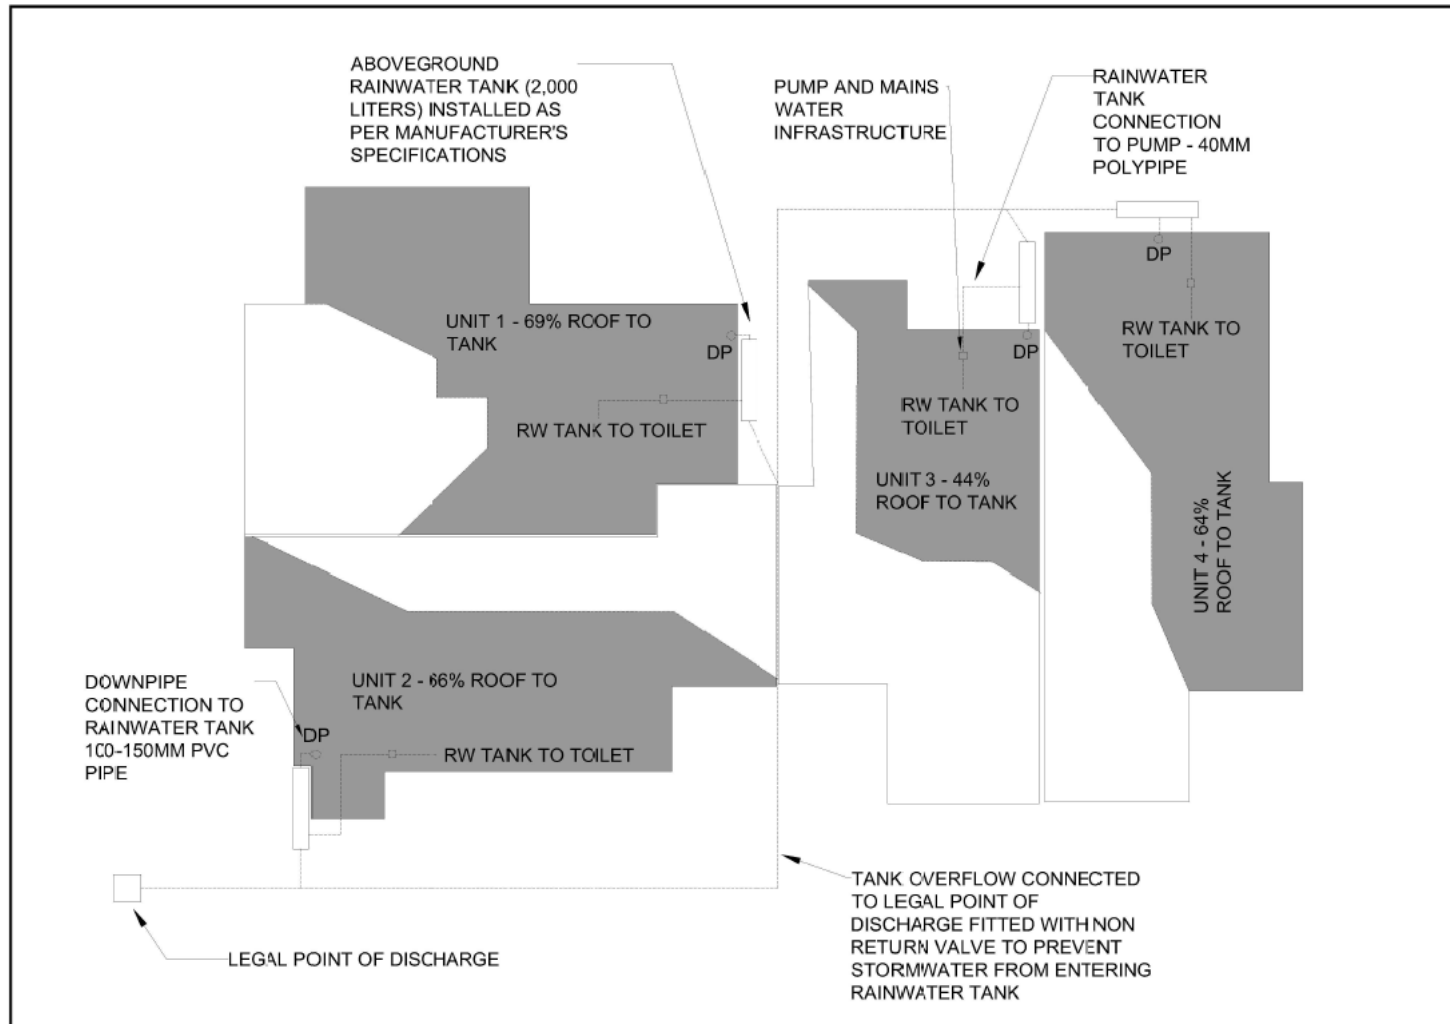 ABOVEGROUND
RAINWATER TANK (2,000
LITERS) INSTALLED AS
PER MANUFACTURER'S
SPECIFICATIONS
PUMP AND MAINS
WATER
INFRASTRUCTURE
RAINWATER
TANK
CONNECTION
TO PUMP - 40MM
POLYPIPE
DP
UNIT 1 - 69% ROOF TO
TANK
DP
RW TANK TO TOILET
DP
RW TANK TO
TOILET
UNIT 3 - 44%
ROOF TO TANK
RW TANK TO
TOILET
UNIT 4 - 64%
ROOF TO TANK
DOWNPIPE
CONNECTION TO
RAINWATER TANK
100-150MM PVC
PIPE
UNIT 2 - 66% ROOF TO
TANK
DP
RW TANK TO TOILET
LEGAL POINT OF DISCHARGE
TANK OVERFLOW CONNECTED
TO LEGAL POINT OF
DISCHARGE FITTED WITH NON
RETURN VALVE TO PREVENT
STORMWATER FROM ENTERING
RAINWATER TANK